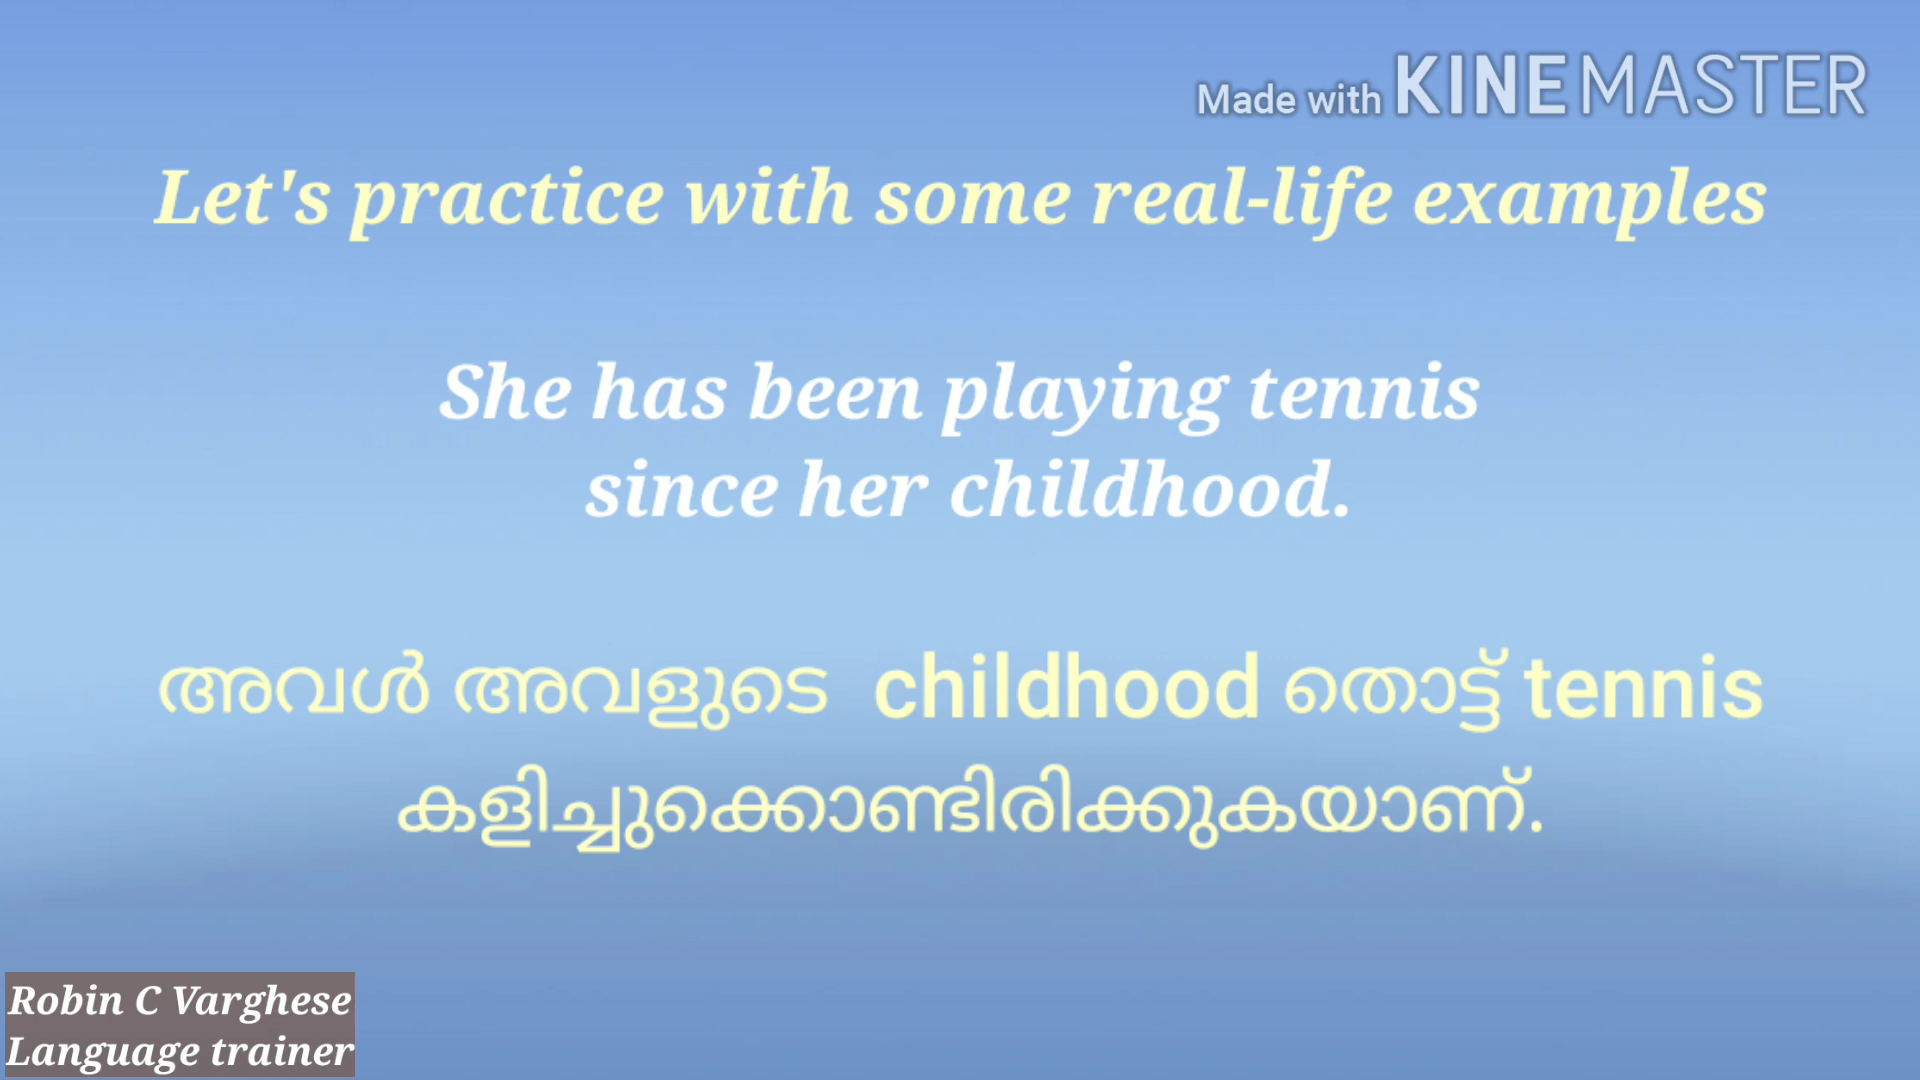 Made with KINEMASTER
Let's practice with some real-life examples
She has been playing tennis
since her childhood.
അവൾ അവളുടെ childhood തൊട്ട് tennis
കളിച്ചുക്കൊണ്ടിരിക്കുകയാണ്.
Robin C Varghese
Language trainer